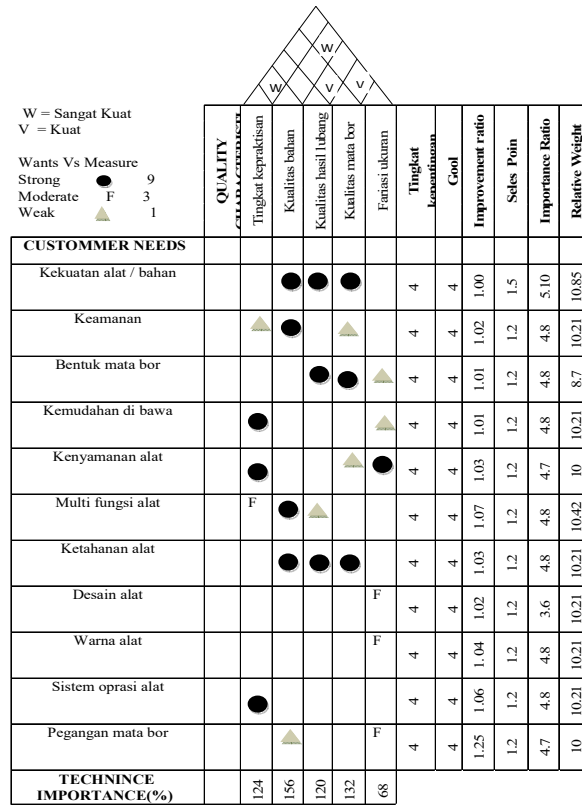 W
W V V
W = Sangat Kuat
V = Kuat
Wants Vs Measure
Strong 9
Moderate F 3
Weak 1
QUALITY
Tingkat kepraktisan
Kualitas bahan
Kualitas hasil lubang
Kualitas mata bor
Fariasi ukuran
Tingkat
kepentingan
Gool
Improvement ratio
Seles Poin
Importance Ratio
Relative Weight
CUSTOMMER NEEDS
Kekuatan alat / bahan 4 4 1.00 1.5 5.10 10.85
Keamanan 4 4 1.02 1.2 4.8 10.21
Bentuk mata bor 4 4 1.01 1.2 4.8 8.7
Kemudahan di bawa 4 4 1.01 1.2 4.8 10.21
Kenyamanan alat 4 4 1.03 1.2 4.7 10
Multi fungsi alat F 4 4 1.07 1.2 4.8 10.42
Ketahanan alat 4 4 1.03 1.2 4.8 10.21
Desain alat F 4 4 1.02 1.2 3.6 10.21
Warna alat F 4 4 1. 04 1.2 4.8 10.21
Sistem oprasi alat 4 4 1.06 1.2 4.8 10.21
Pegangan mata bor F 4 4 1.25 1.2 4.7 10
TECHNINCE
IMPORTANCE(%) 124 156 120 132 68